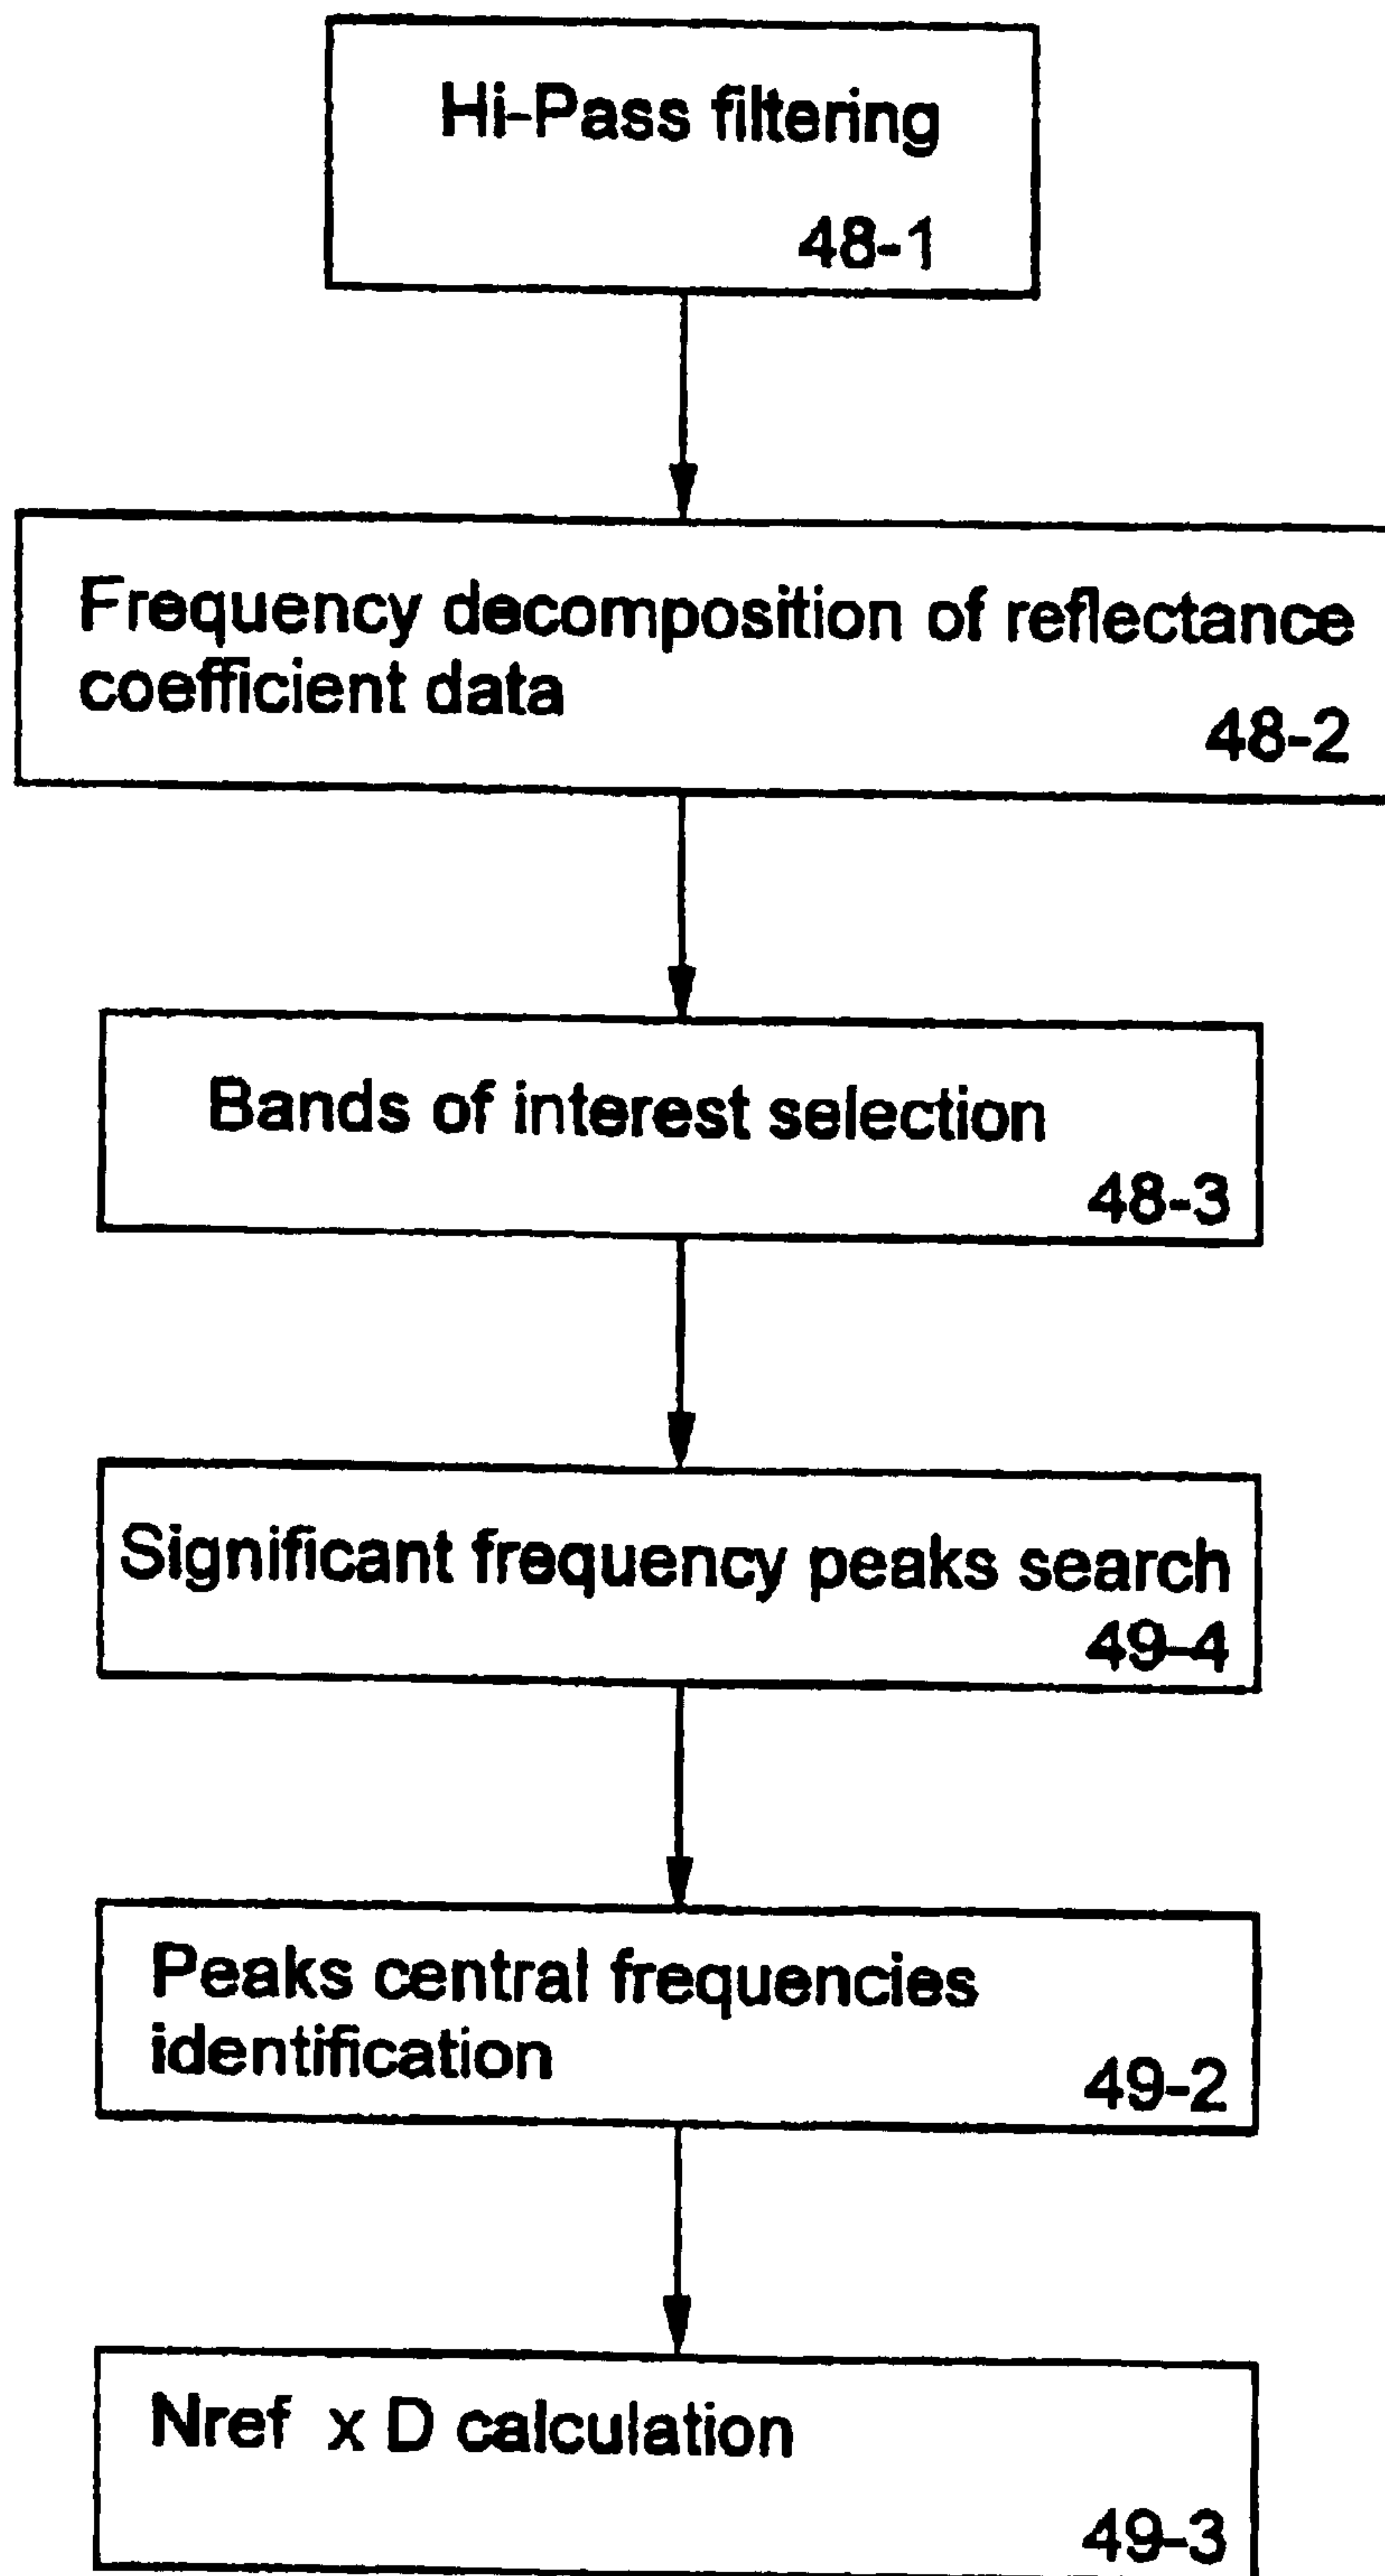 Hi-Pass filtering
48-1
Frequency decomposition of reflectance
coefficient data
48-2
Bands of interest selection
48-3
Significant frequency peaks search
49-4
Peaks central frequencies
identification
49-2
Nref x D calculation
49-3